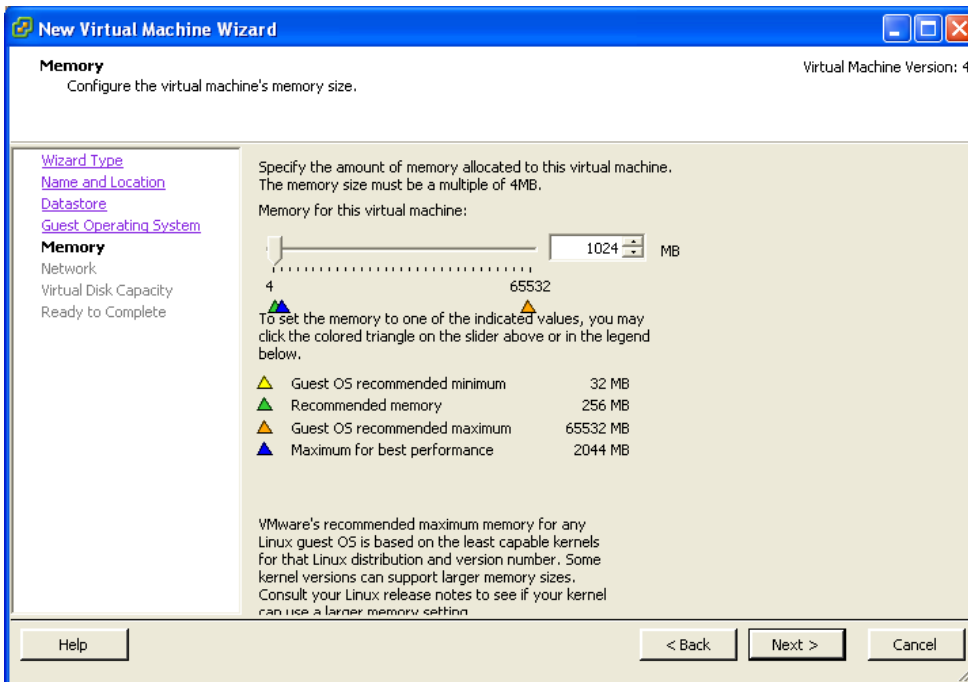 New Virtual Machine Wizard
Memory
Virtual Machine Version: 4
Configure the virtual machine's memory size.
Wizard Type
Name and Location
Datastore
Guest Operating System
Memory
Network
Virtual Disk Capacity
Ready to Complete
Specify the amount of memory allocated to this virtual machine.
The memory size must be a multiple of 4MB.
Memory for this virtual machine:
1024 MB
4 65532
To set the memory to one of the indicated values, you may
click the colored triangle on the slider above or in the legend
below.
Guest OS recommended minimum 32 MB
Recommended memory 256 MB
Guest OS recommended maximum 65532 MB
Maximum for best performance 2044 MB
VMware's recommended maximum memory for any
Linux guest OS is based on the least capable kernels
for that Linux distribution and version number. Some
kernel versions can support larger memory sizes.
Consult your Linux release notes to see if your kernel
can use a larger memory setting
Help
< Back
Next >
Cancel